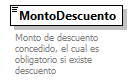 MontoDescuento
Monto de descuento
concedido, el cual es
obligatorio si existe
descuento